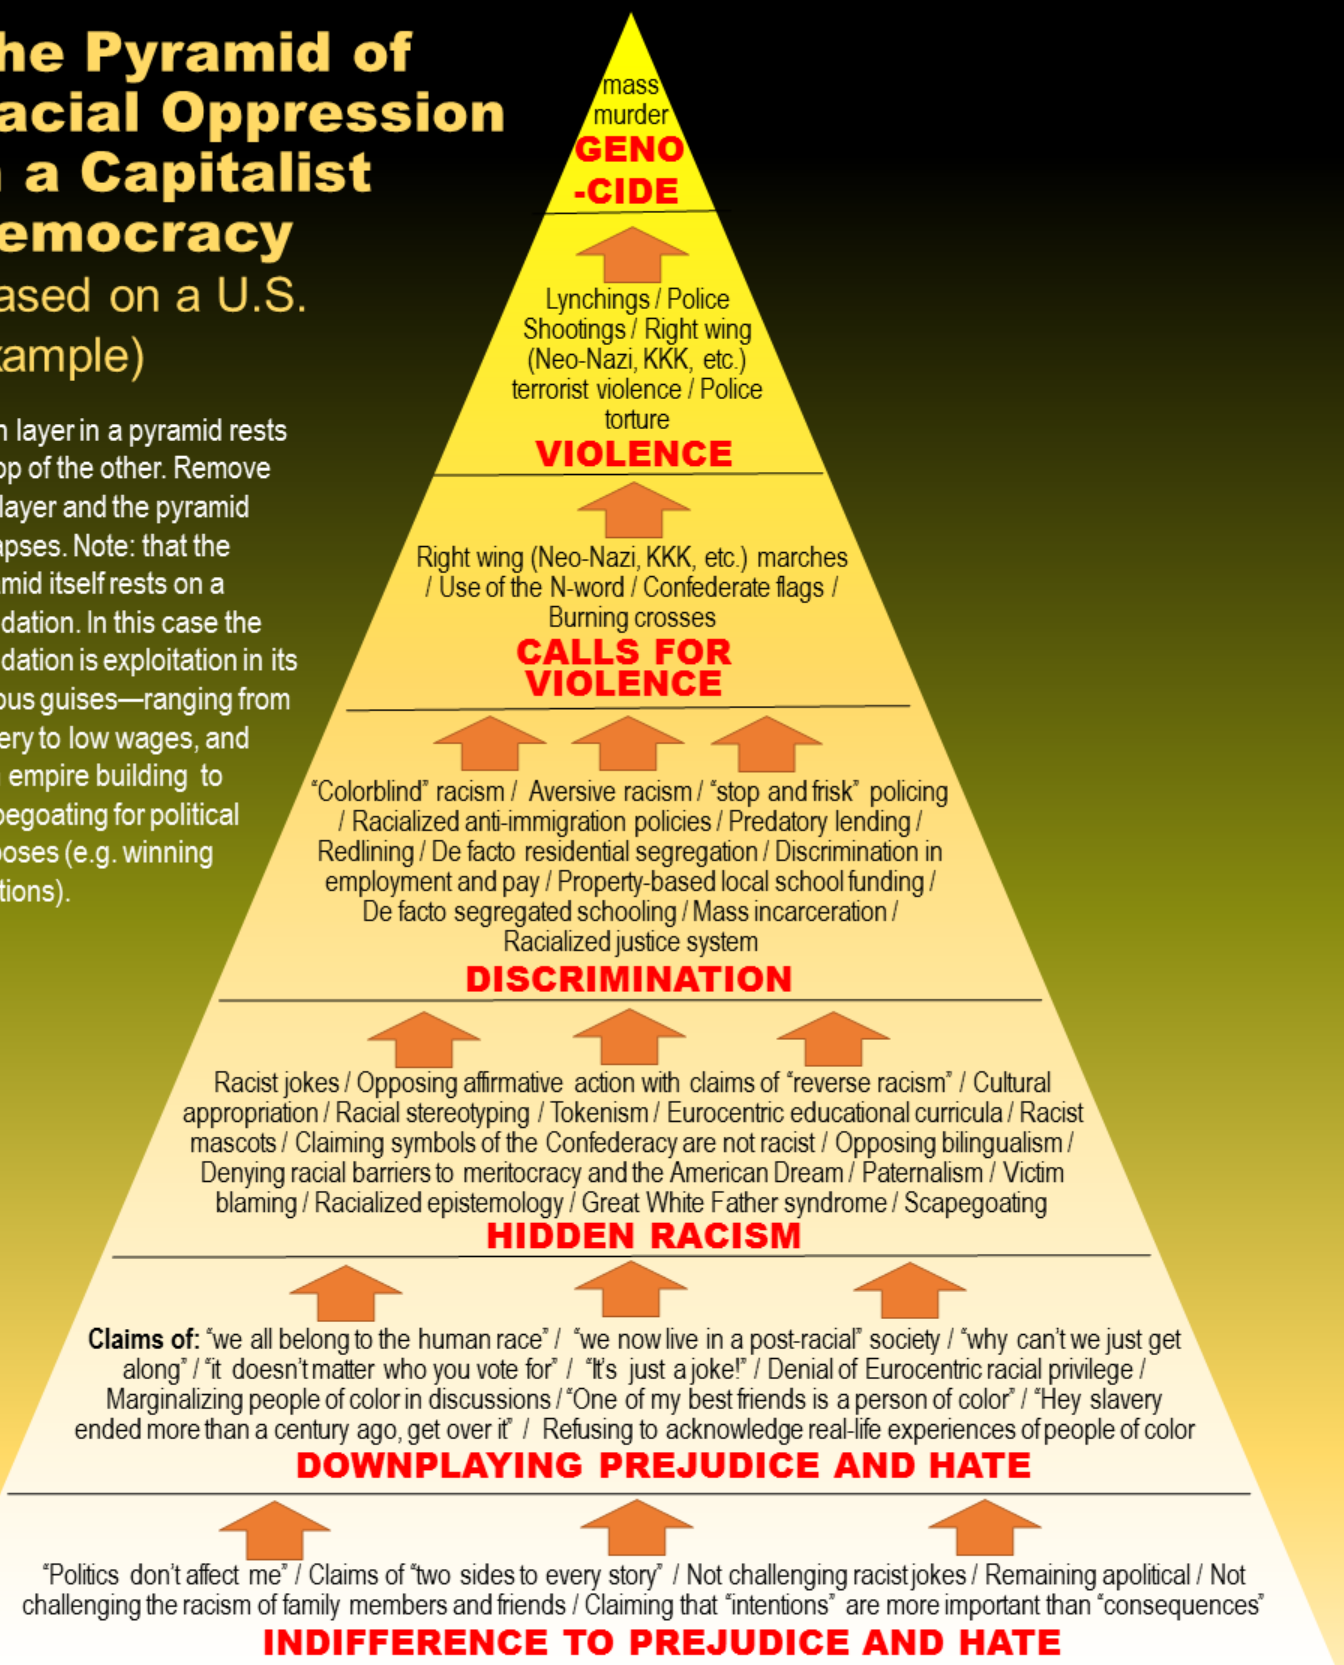 he Pyramid of
acial Oppression
a Capitalist
emocracy
ased on a U.S.
ample)
layer in a pyramid rests
op of the other. Remove
layer and the pyramid
apses. Note: that the
mid itself rests on a
dation. In this case the
dation is exploitation in its
ous guises—ranging from
ery to low wages, and
empire building to
pegoating for political
oses (e.g. winning
tions).
mass
murder
GENO
-CIDE
Lynchings / Police
Shootings / Right wing
(Neo-Nazi, KKK, etc.)
terrorist violence / Police
torture
VIOLENCE
Right wing (Neo-Nazi, KKK, etc.) marches
/ Use of the N-word / Confederate flags /
Burning crosses
CALLS FOR
VIOLENCE
“Colorblind” racism / Aversive racism / “stop and frisk” policing
/ Racialized anti-immigration policies / Predatory lending /
Redlining / De facto residential segregation / Discrimination in
employment and pay / Property-based local school funding /
De facto segregated schooling / Mass incarceration /
Racialized justice system
DISCRIMINATION
Racist jokes / Opposing affirmative action with claims of “reverse racism” / Cultural
appropriation / Racial stereotyping / Tokenism / Eurocentric educational curricula / Racist
mascots / Claiming symbols of the Confederacy are not racist / Opposing bilingualism /
Denying racial barriers to meritocracy and the American Dream / Paternalism / Victim
blaming / Racialized epistemology / Great White Father syndrome / Scapegoating
HIDDEN RACISM
Claims of: “we all belong to the human race” / “we now live in a post-racial” society / “why can’t we just get
along” / “it doesn’t matter who you vote for” / “It’s just a joke!” / Denial of Eurocentric racial privilege /
Marginalizing people of color in discussions / “One of my best friends is a person of color” / “Hey slavery
ended more than a century ago, get over it” / Refusing to acknowledge real-life experiences of people of color
DOWNPLAYING PREJUDICE AND HATE
“Politics don’t affect me” / Claims of “two sides to every story” / Not challenging racist jokes / Remaining apolitical / Not
challenging the racism of family members and friends / Claiming that “intentions” are more important than “consequences”
INDIFFERENCE TO PREJUDICE AND HATE